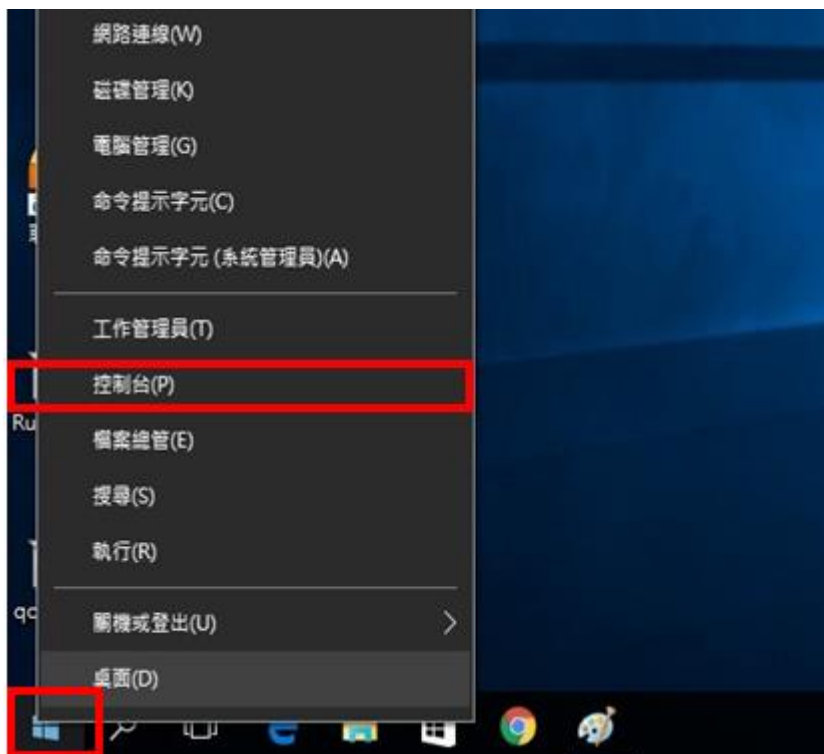 網路連線(W)
磁碟管理(K)
電腦管理(G)
命令提示字元(C)
命令提示字元 (系統管理員)(A)
工作管理員(T)
控制台(P)
Ru
檔案總管(E)
搜尋(S)
執行(R)
qc
關機或登出(U)
桌面(D)